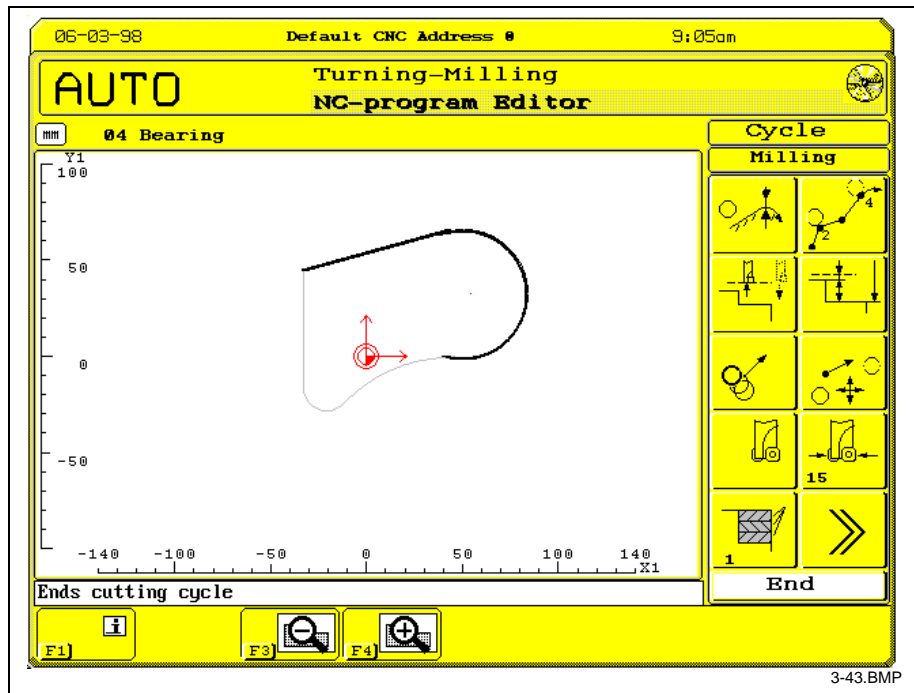 06-03-98 Default CNC Address 0 9:05am
AUTO
Turning-Milling
NC-program Editor
mm 04 Bearing
Cycle
Milling
Y1
100
50
0
-50
-140 -100 -50 0 50 100 140
X1
4
2
15
1
End
Ends cutting cycle
F1) i F3) F4)
3-43.BMP